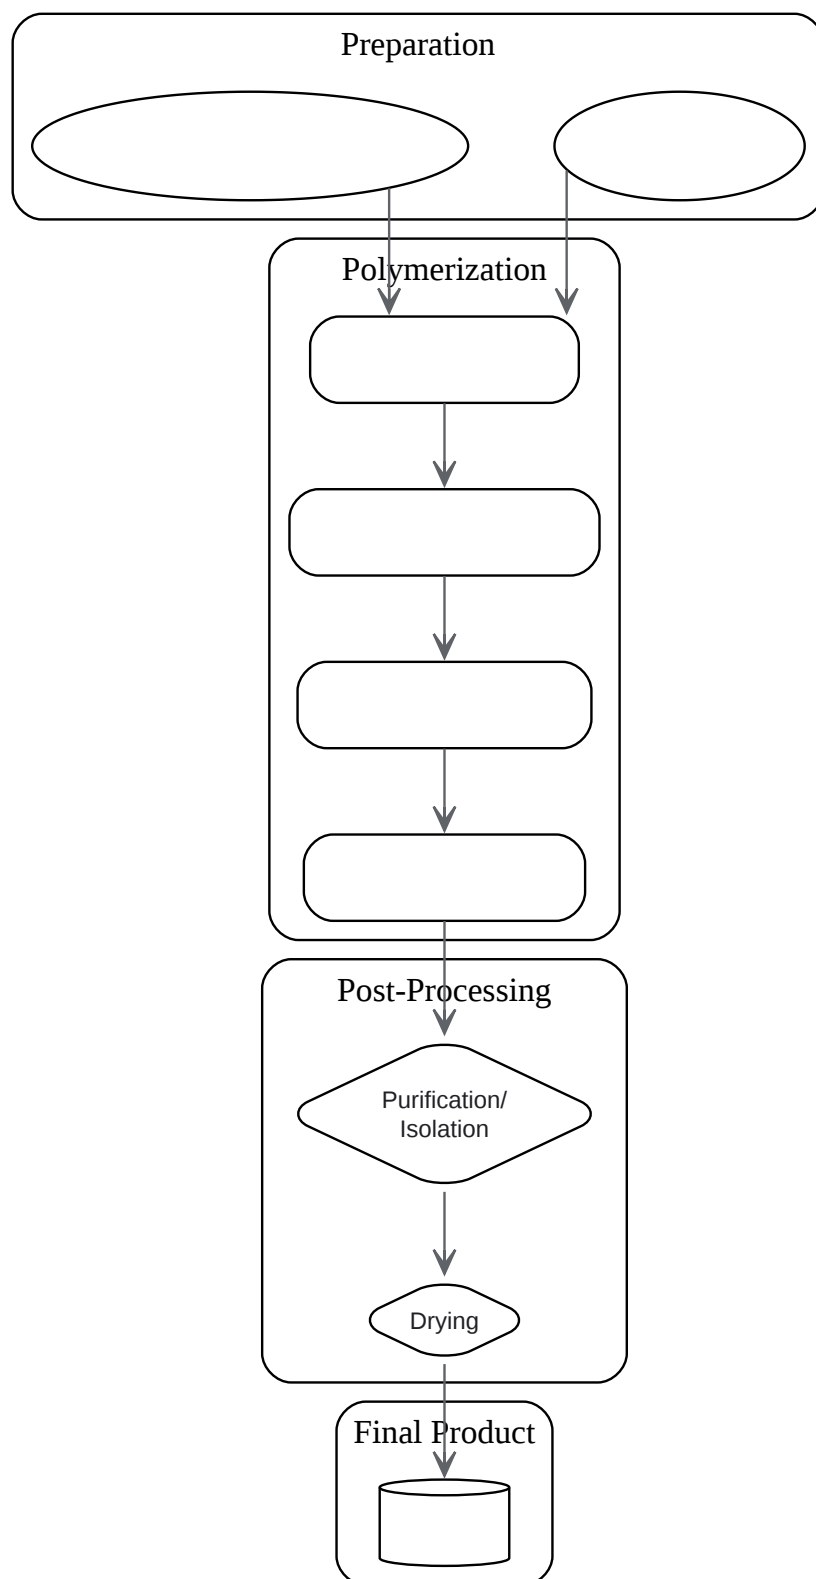 Preparation
Polymerization
Post-Processing
Purification/
Isolation
Drying
Final Product